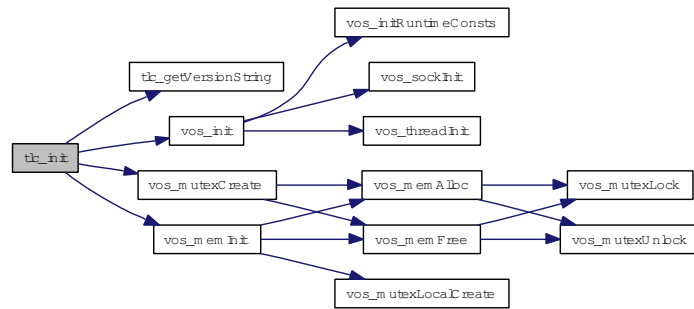 vos_initRuntimeConsts
tlc_getVersionString
vos_sockInit
vos_init
vos_threadInit
tlc_init
vos_mutexCreate
vos_memAlloc
vos_mutexLock
vos_memInit
vos_memFree
vos_mutexUnlock
vos_mutexLocalCreate